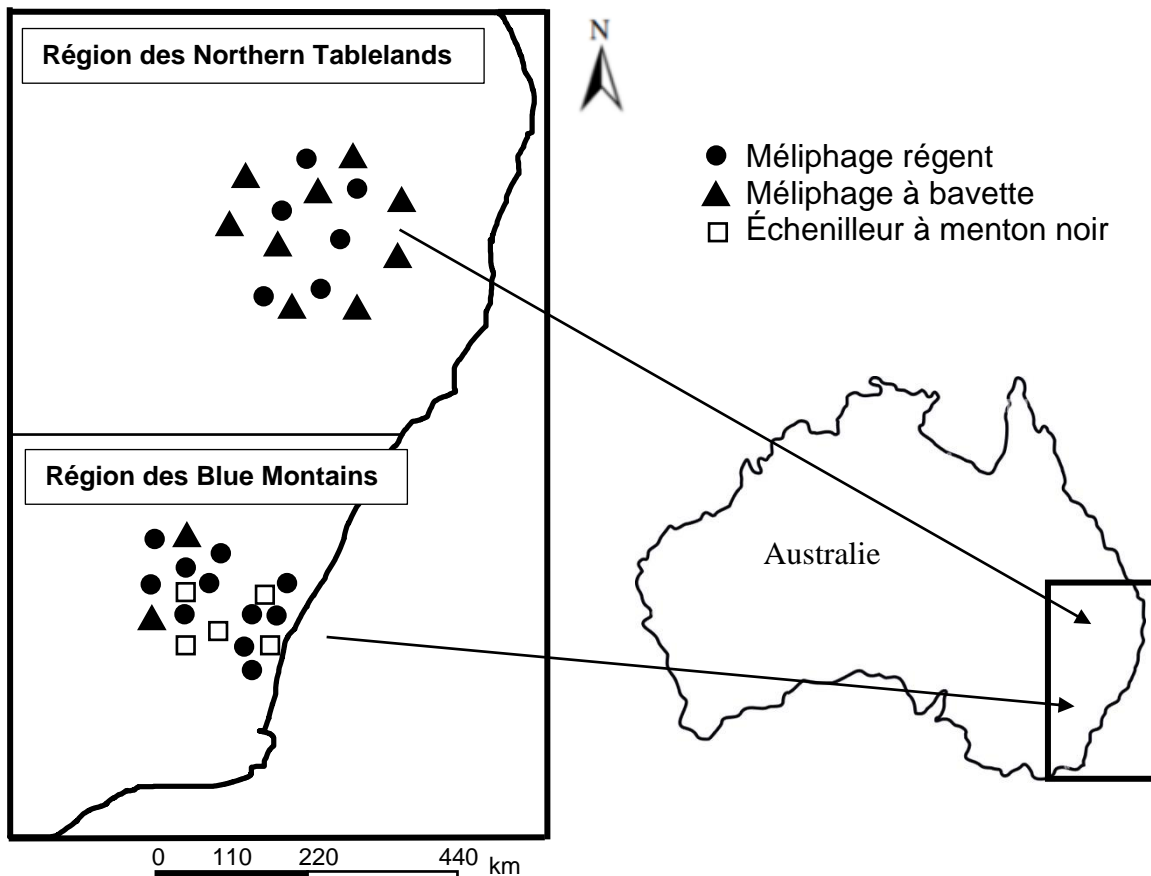 Région des Northern Tablelands
N
Méliphage régent
Méliphage à bavette
Échenilleur à menton noir
Région des Blue Montains
Australie
0 110 220 440 km